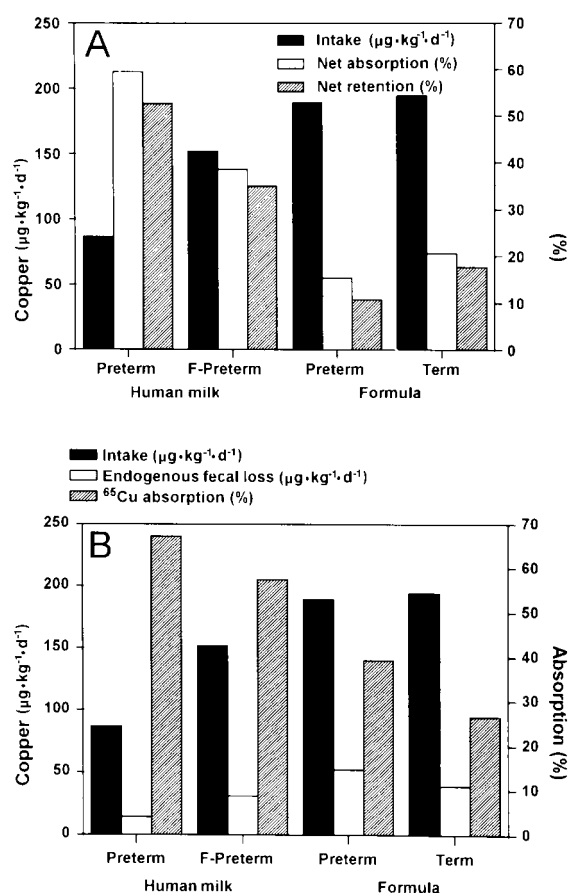 A
Intake (µg·kg⁻¹·d⁻¹)
Net absorption (%)
Net retention (%)
Copper (µg·kg⁻¹·d⁻¹)
250
200
150
100
50
0
70
60
50
40
30
20
10
0
(%)
Preterm F-Preterm Preterm Term
Human milk Formula
Intake (µg·kg⁻¹·d⁻¹)
Endogenous fecal loss (µg·kg⁻¹·d⁻¹)
⁶⁵Cu absorption (%)
B
Copper (µg·kg⁻¹·d⁻¹)
250
200
150
100
50
0
70
60
50
40
30
20
10
0
Absorption (%)
Preterm F-Preterm Preterm Term
Human milk Formula